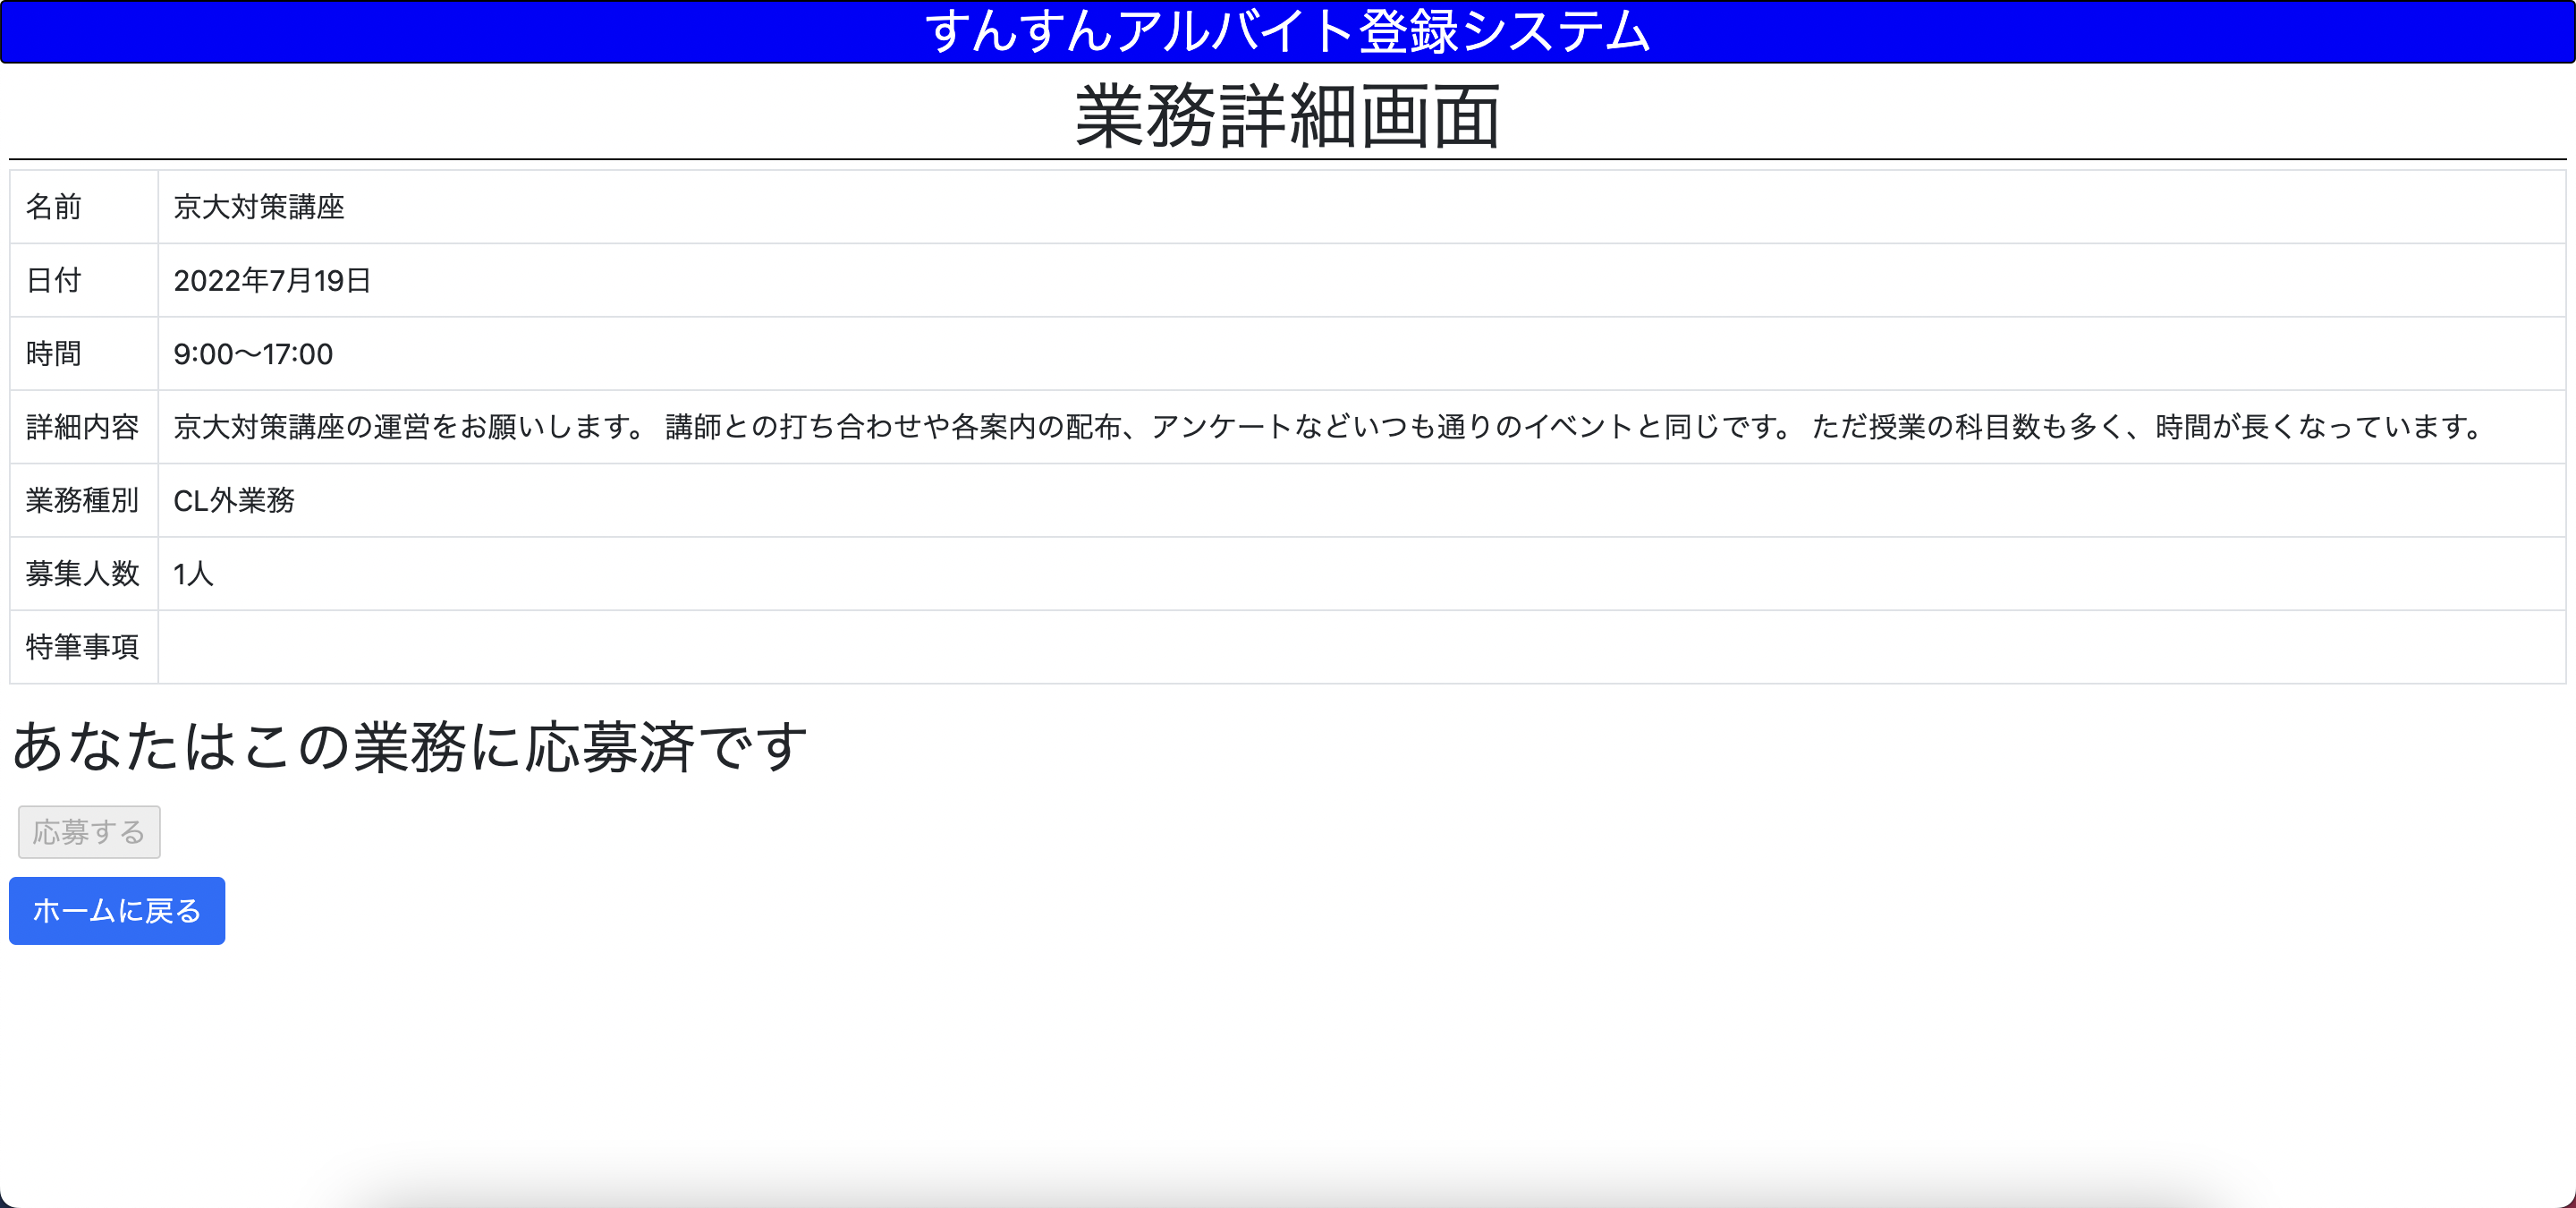 すんすんアルバイト登録システム
業務詳細画面
名前 京大対策講座
日付 2022年7月19日
時間 9:00〜17:00
詳細内容 京大対策講座の運営をお願いします。 講師との打ち合わせや各案内の配布、アンケートなどいつも通りのイベントと同じです。 ただ授業の科目数も多く、時間が長くなっています。
業務種別 CL外業務
募集人数 1人
特筆事項
あなたはこの業務に応募済です
応募する
ホームに戻る